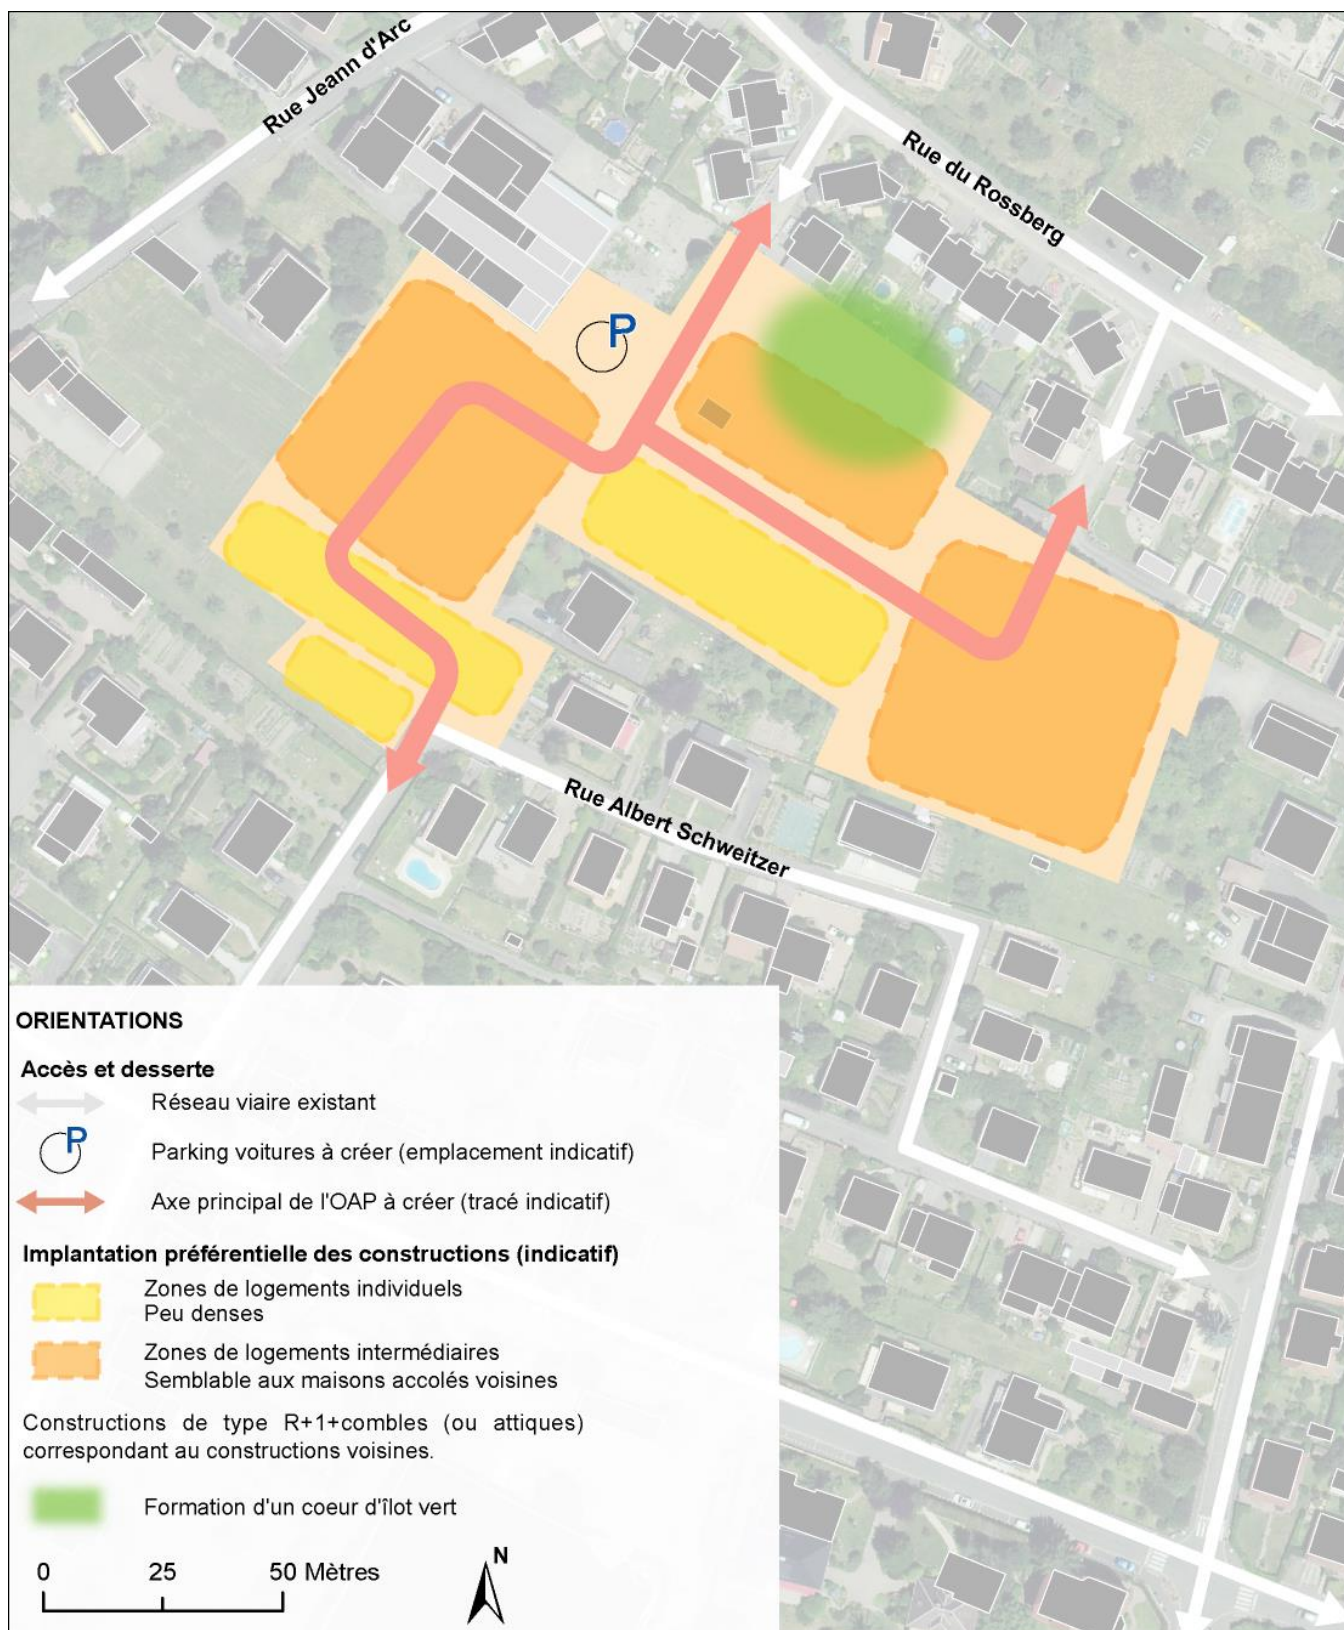 Rue Jeann d'Arc
Rue du Rossberg
P
Rue Albert Schweitzer
ORIENTATIONS
Accès et desserte
Réseau viaire existant
P
Parking voitures à créer (emplacement indicatif)
Axe principal de l'OAP à créer (tracé indicatif)
Implantation préférentielle des constructions (indicatif)
Zones de logements individuels
Peu denses
Zones de logements intermédiaires
Semblable aux maisons accolés voisines
Constructions de type R+1+combles (ou attiques)
correspondant au constructions voisines.
Formation d'un coeur d'îlot vert
0 25 50 Mètres
N